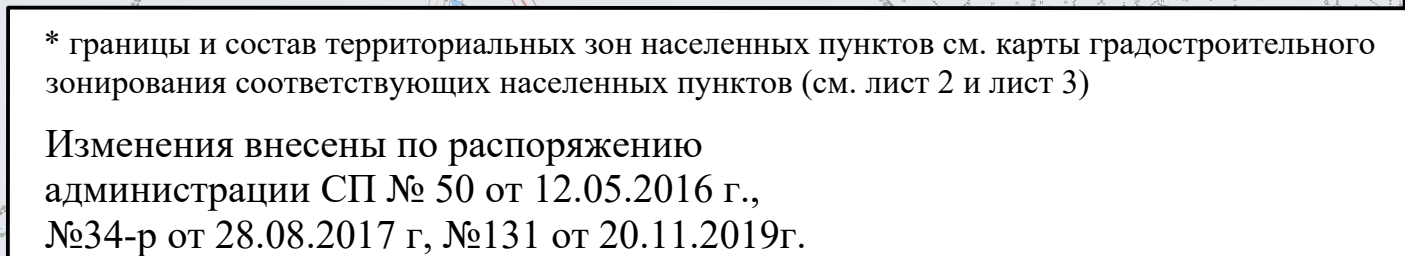 * границы и состав территориальных зон населенных пунктов см. карты градостроительного
зонирования соответствующих населенных пунктов (см. лист 2 и лист 3)
Изменения внесены по распоряжению
администрации СП № 50 от 12.05.2016 г.,
№34-р от 28.08.2017 г, №131 от 20.11.2019г.